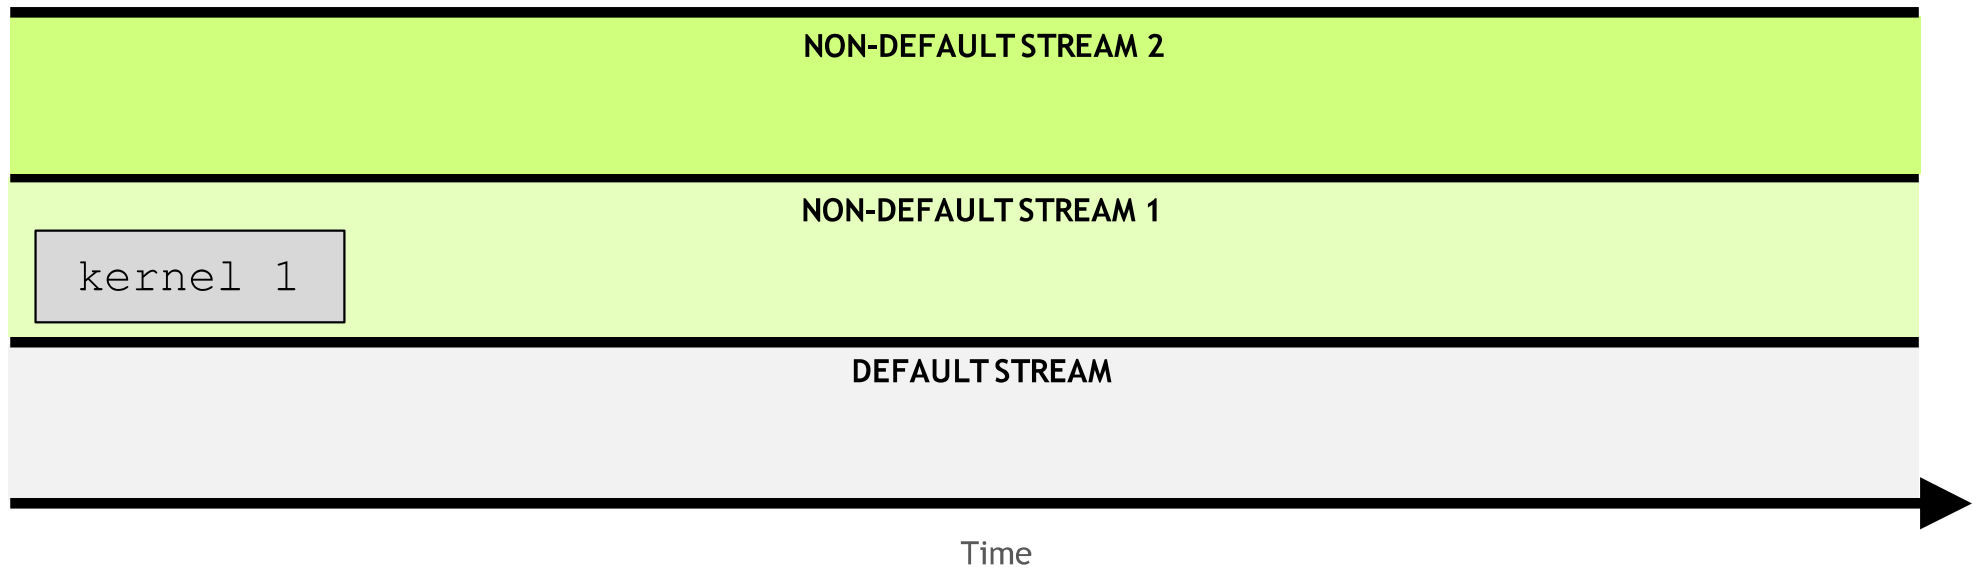 NON-DEFAULT STREAM 2
NON-DEFAULT STREAM 1
kernel 1
DEFAULT STREAM
Time